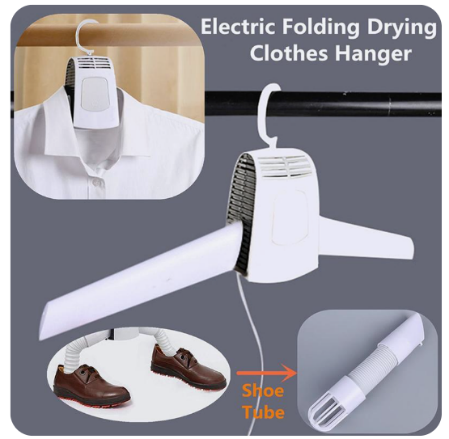 Electric Folding Drying
Clothes Hanger
Shoe
Tube